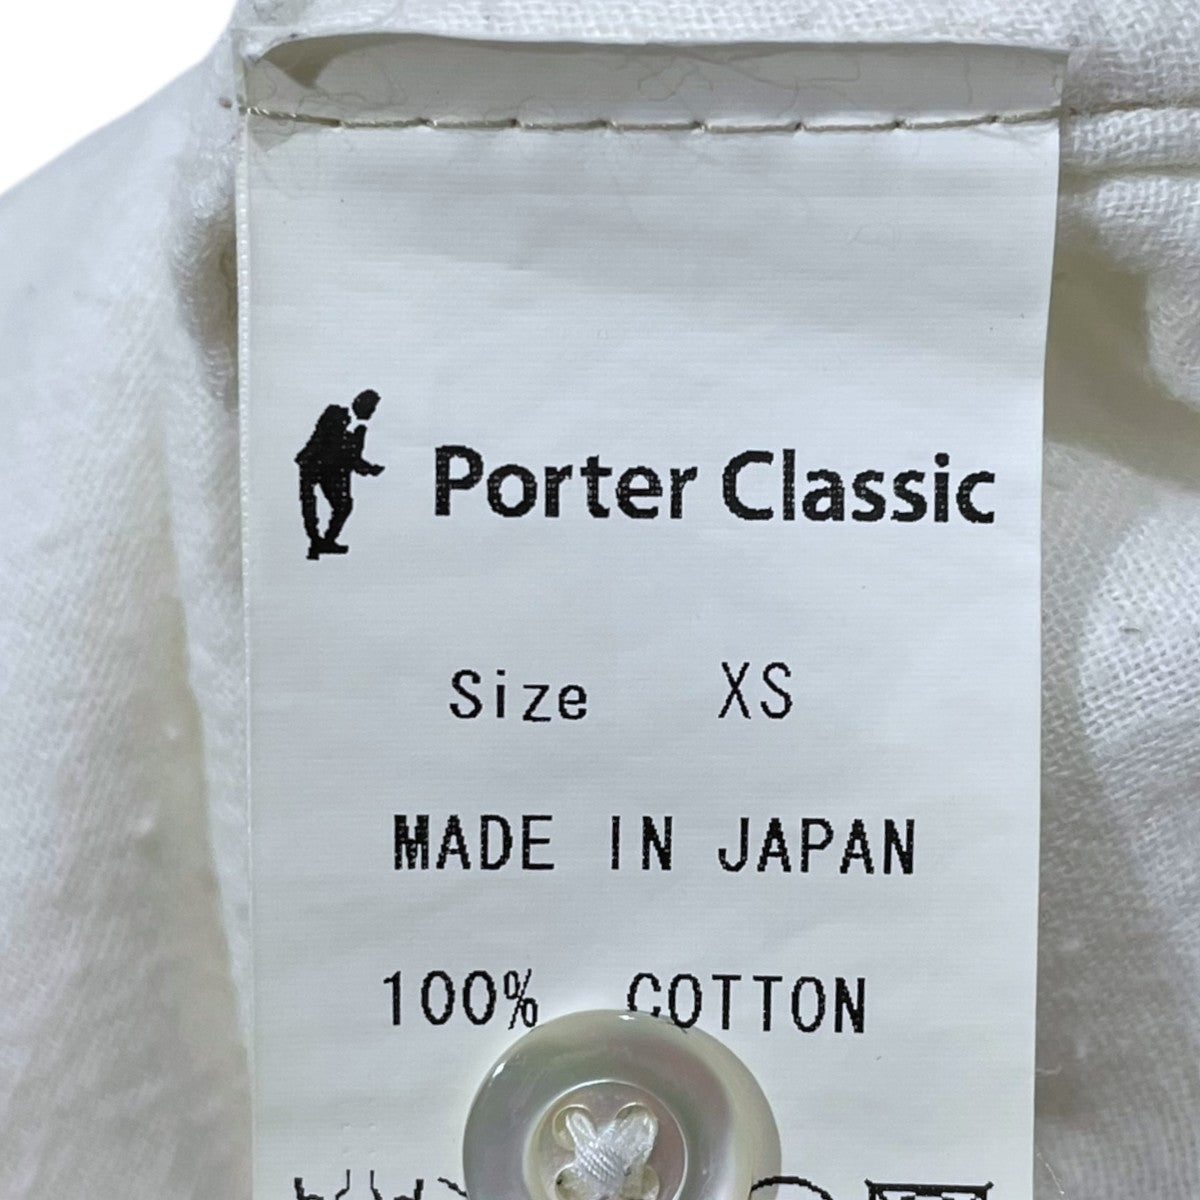 Porter Classic
Size XS
MADE IN JAPAN
100% COTTON